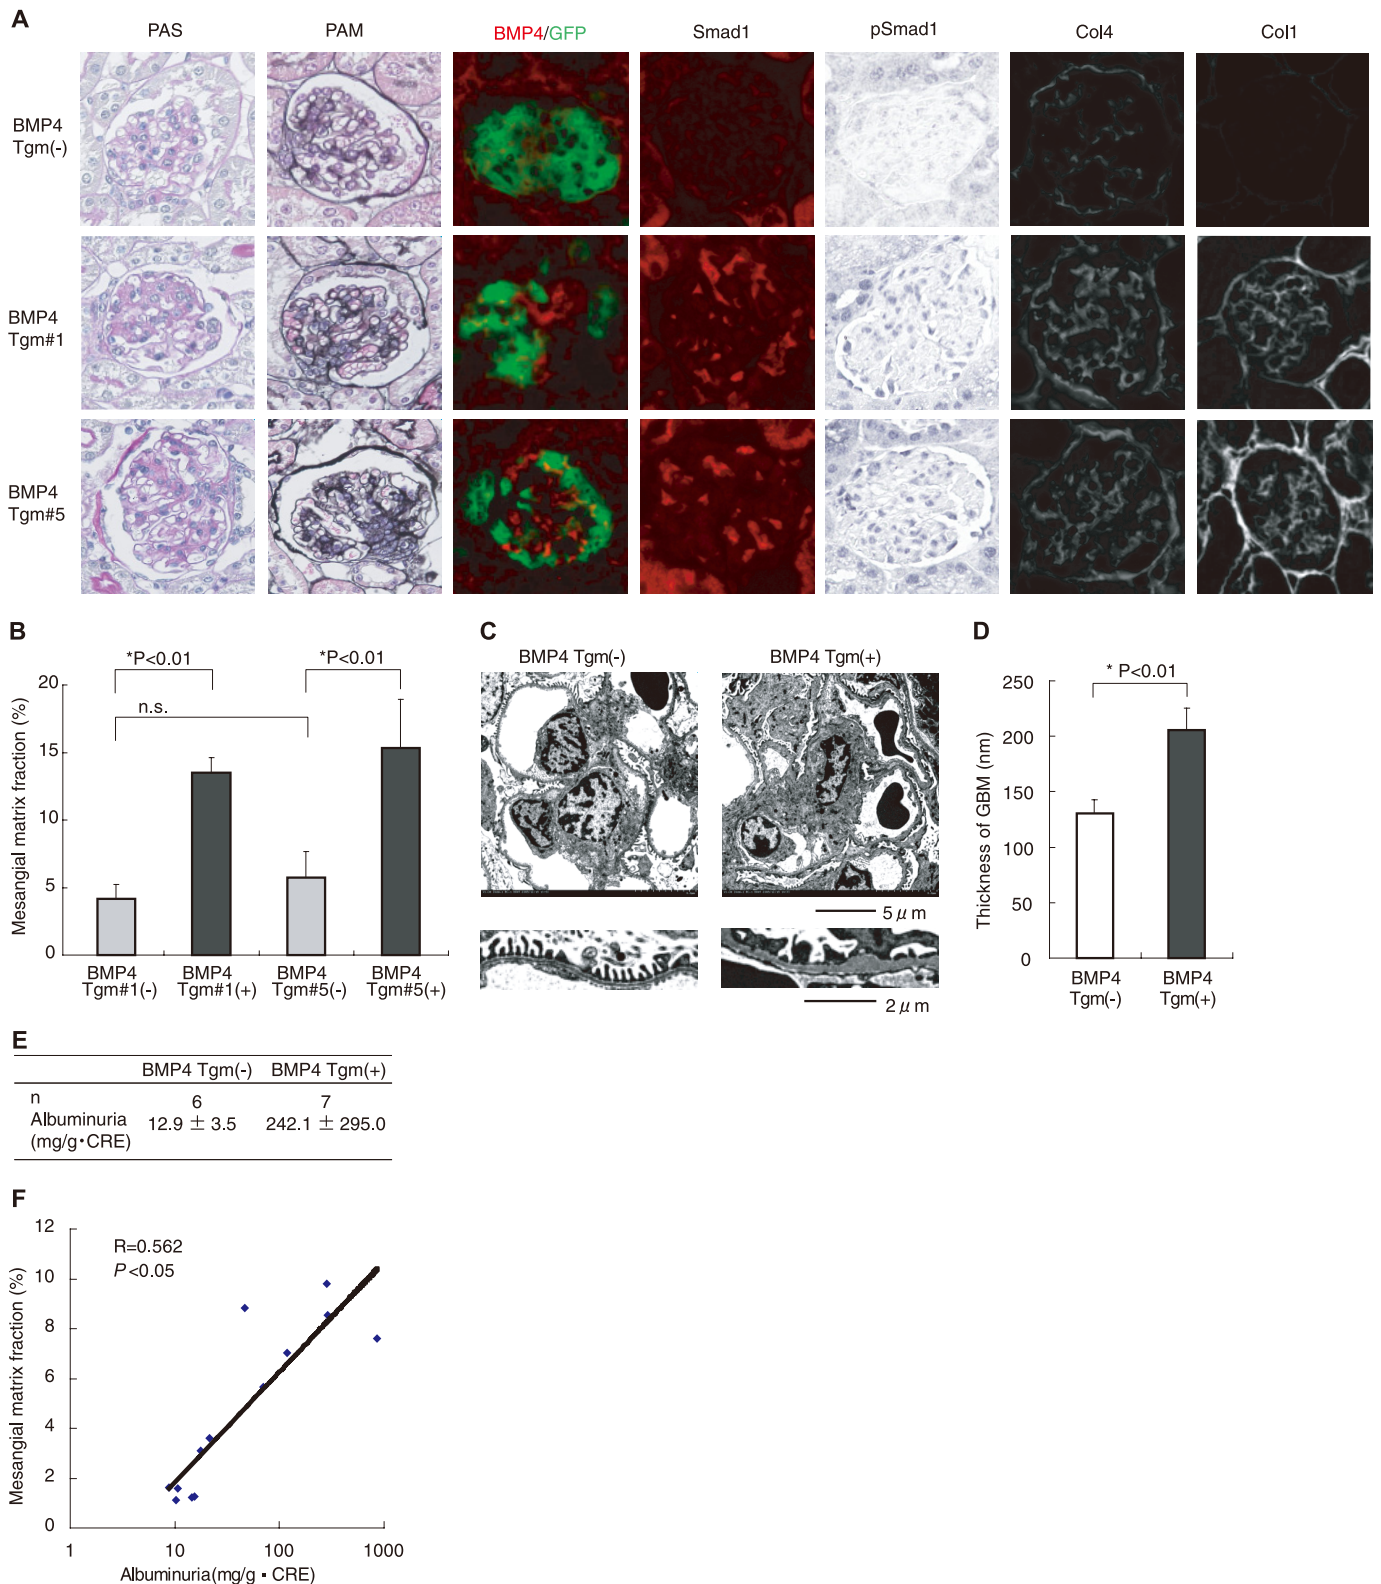 A
PAS PAM BMP4/GFP Smad1 pSmad1 Col4 Col1
BMP4
Tgm(-)
BMP4
Tgm#1
BMP4
Tgm#5
B
*P<0.01 *P<0.01
n.s.
Mesangial matrix fraction (%)
20
15
10
5
0
BMP4 BMP4 BMP4 BMP4
Tgm#1(-) Tgm#1(+) Tgm#5(-) Tgm#5(+)
C
BMP4 Tgm(-) BMP4 Tgm(+)
5 μm
2 μm
D
* P<0.01
Thickness of GBM (nm)
250
200
150
100
50
0
BMP4 BMP4
Tgm(-) Tgm(+)
E
BMP4 Tgm(-) BMP4 Tgm(+)
n 6 7
Albuminuria 12.9 ± 3.5 242.1 ± 295.0
(mg/g•CRE)
F
R=0.562
P<0.05
Mesangial matrix fraction (%)
12
10
8
6
4
2
0
1 10 100 1000
Albuminuria(mg/g • CRE)